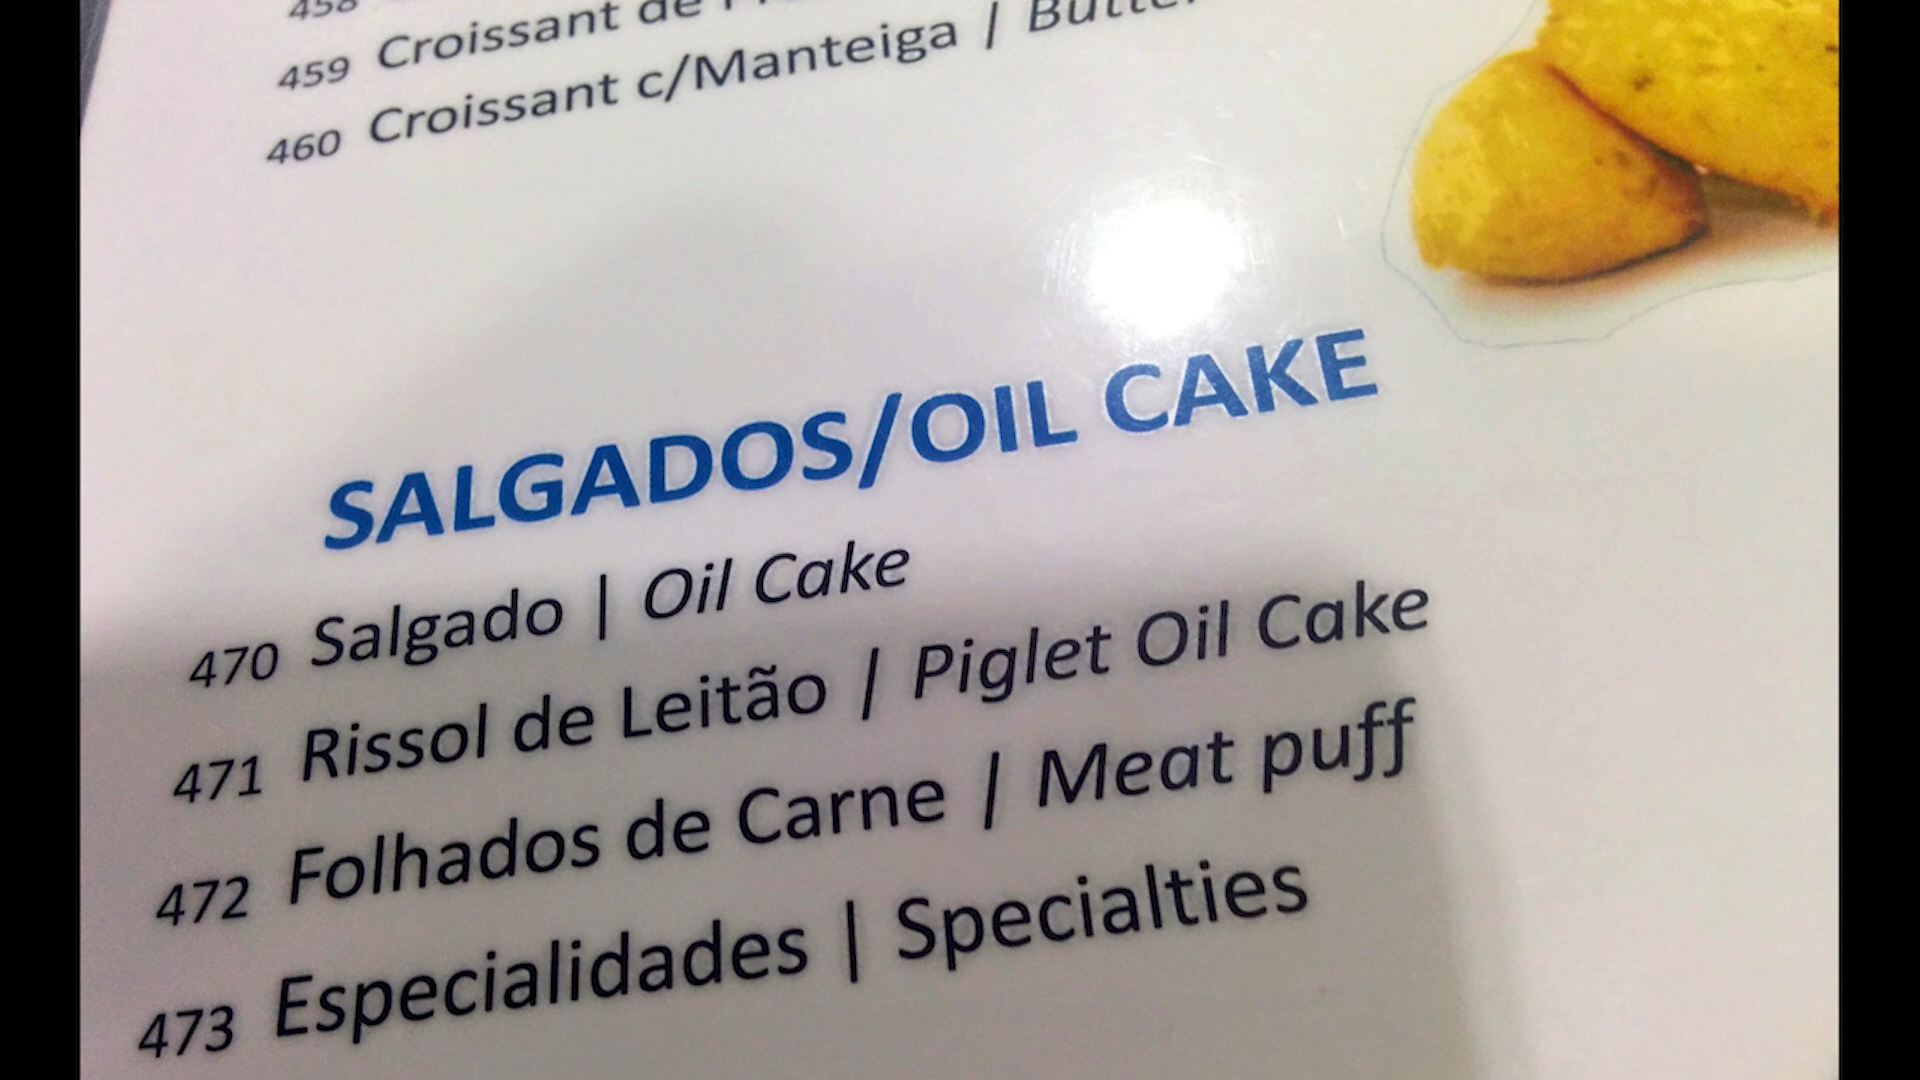 459 Croissant de
460 Croissant c/Manteiga |
SALGADOS/OIL CAKE
470 Salgado | Oil Cake
471 Rissol de Leitão / Piglet Oil Cake
472 Folhados de Carne / Meat puff
473 Especialidades | Specialties